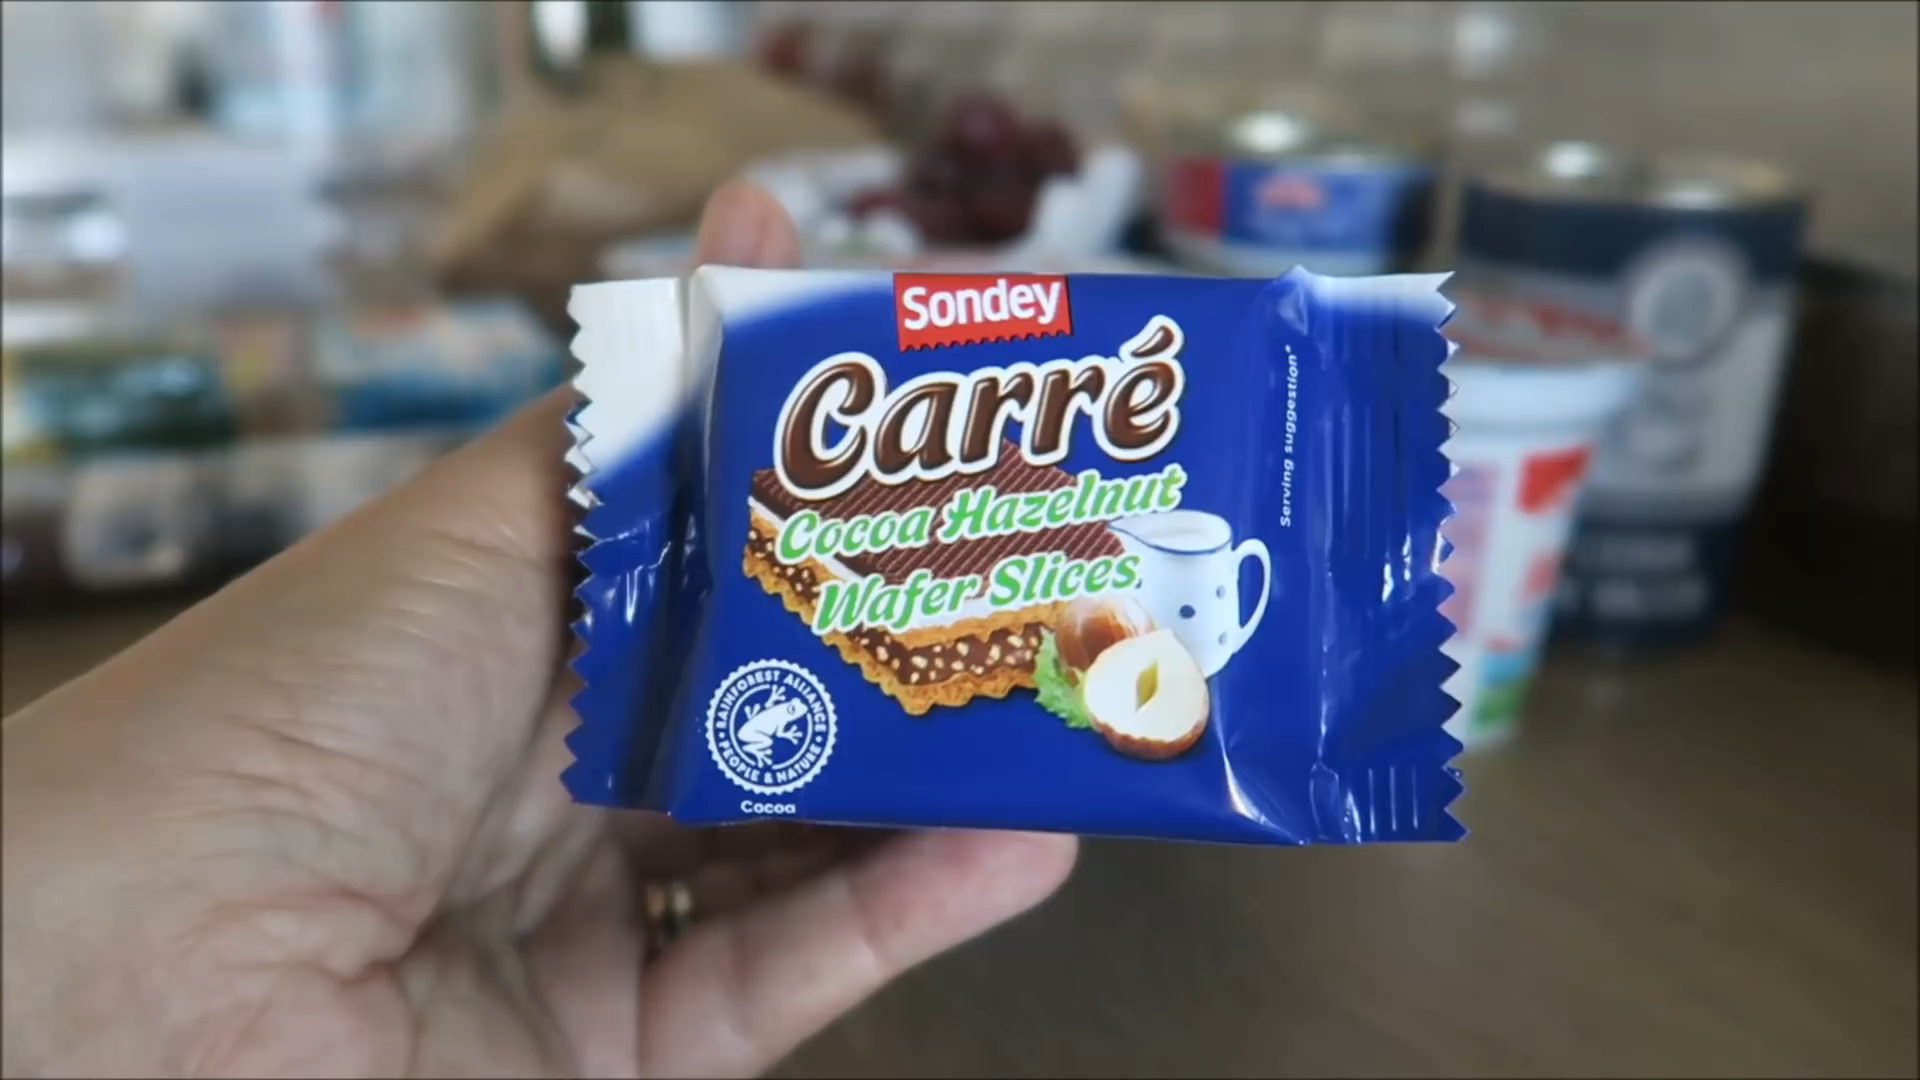 Sondey
Carré
Cocoa Hazelnut
Wafer Slices
Serving suggestion*
RAINFOREST ALLIANCE
PEOPLE & NATURE
Cocoa